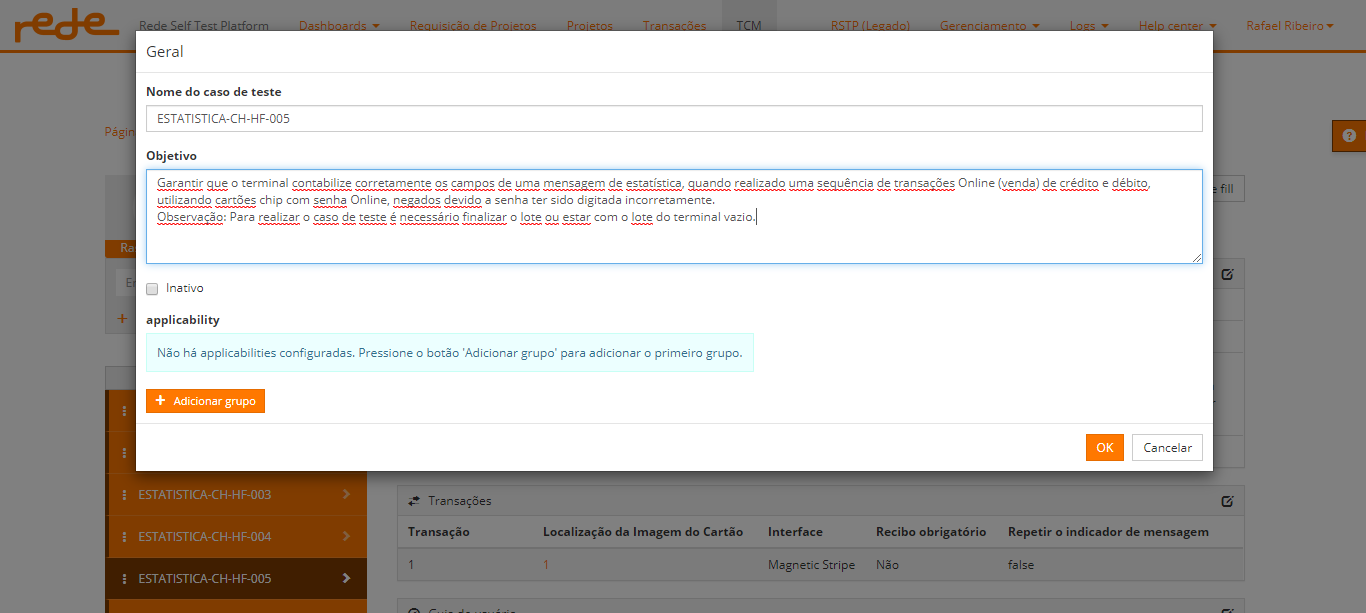 rede Rede Self Test Platform Dashboards Requisição de Projetos Projetos Transações TCM RSTP (Legado) Gerenciamento Logs Help center Rafael Ribeiro
Geral
Nome do caso de teste
ESTATISTICA-CH-HF-005
Objetivo
Garantir que o terminal contabilize corretamente os campos de uma mensagem de estatística, quando realizado uma sequência de transações Online (venda) de crédito e débito,
utilizando cartões chip com senha Online, negados devido a senha ter sido digitada incorretamente.
Observação: Para realizar o caso de teste é necessário finalizar o lote ou estar com o lote do terminal vazio.
fill
Inativo
applicability
Não há applicabilities configuradas. Pressione o botão 'Adicionar grupo' para adicionar o primeiro grupo.
+ Adicionar grupo
OK Cancelar
ESTATISTICA-CH-HF-003
ESTATISTICA-CH-HF-004
ESTATISTICA-CH-HF-005
Transações
Transação Localização da Imagem do Cartão Interface Recibo obrigatório Repetir o indicador de mensagem
1 1 Magnetic Stripe Não false